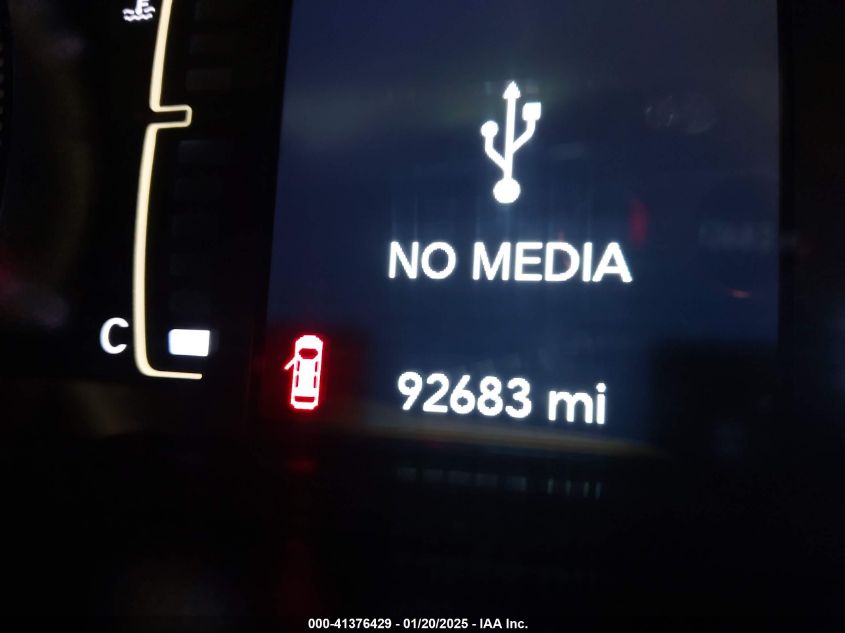 NO MEDIA
C
92683 mi
000-41376429 - 01/20/2025 - IAA Inc.